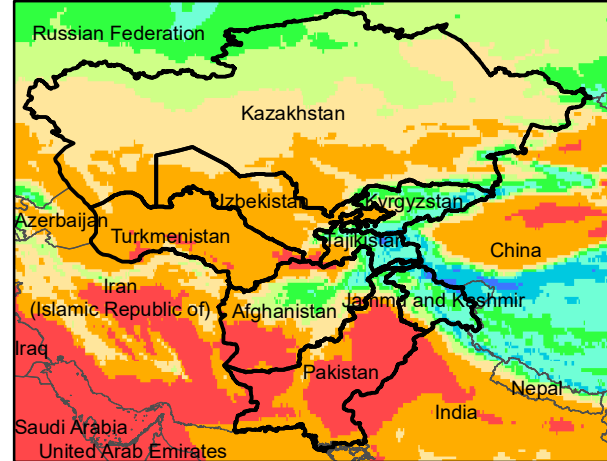 Russian Federation
Kazakhstan
Izbekistan
Kyrgyzstan
Azerbaijan
Turkmenistan
Tajikistan
China
Iran
(Islamic Republic of)
Afghanistan
Jammu and Kashmir
Iraq
Pakistan
Nepal
India
Saudi Arabia
United Arab Emirates